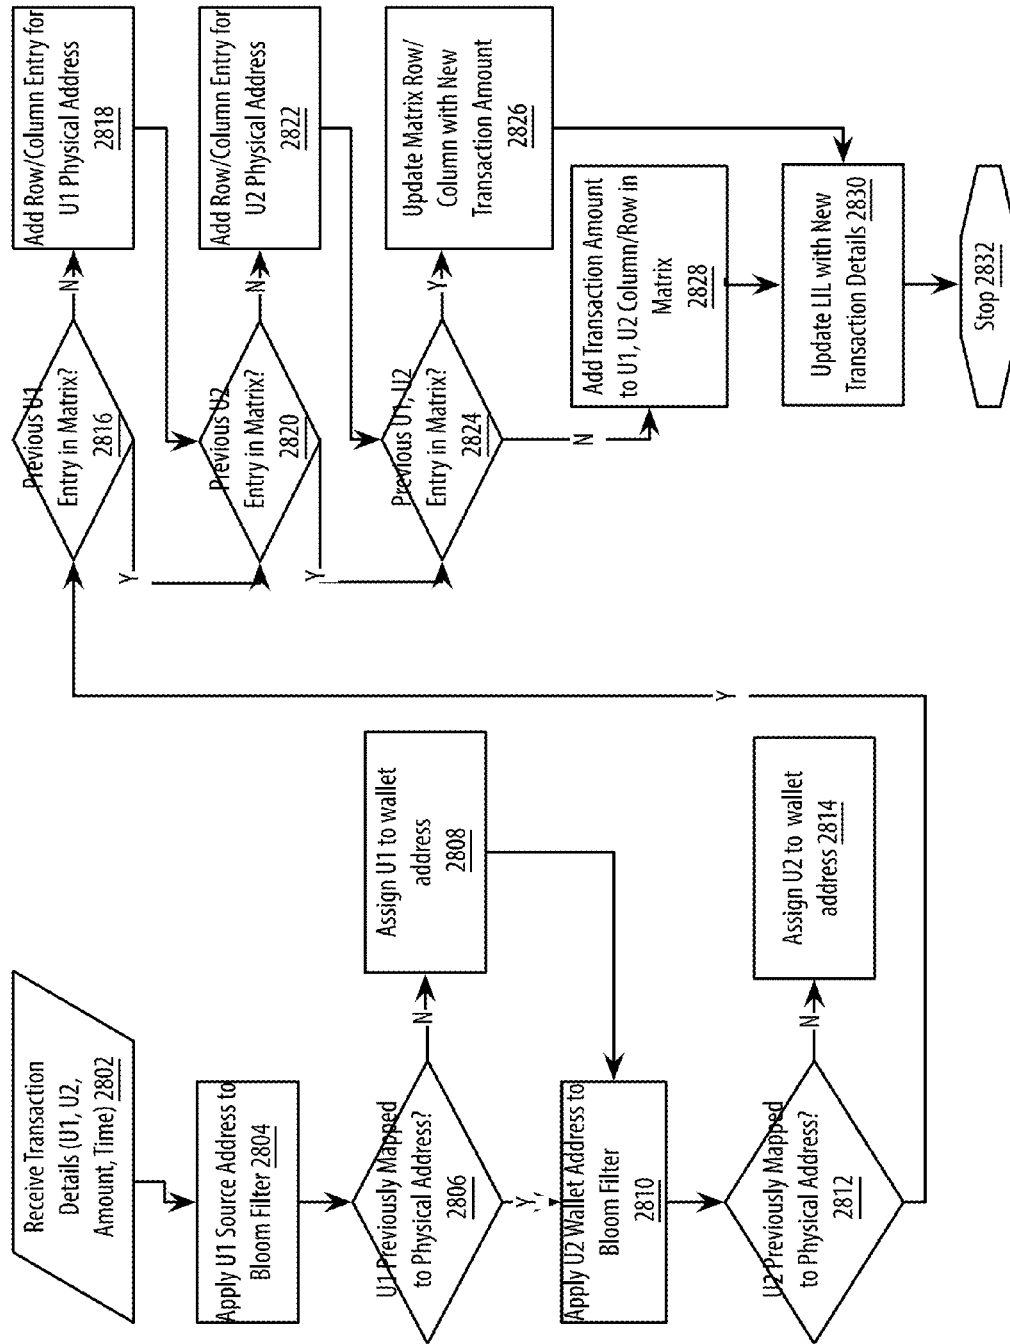 Receive Transaction
Details (U1, U2,
Amount, Time) 2802
Apply U1 Source Address to
Bloom Filter 2804
U1 Previously Mapped
to Physical Address?
2806
N
Y
Assign U1 to wallet
address
2808
Apply U2 Wallet Address to
Bloom Filter
2810
U2 Previously Mapped
to Physical Address?
2812
N
Y
Assign U2 to wallet
address 2814
Previous U1
Entry in Matrix?
2816
N
Y
Add Row/Column Entry for
U1 Physical Address
2818
Previous U2
Entry in Matrix?
2820
N
Y
Add Row/Column Entry for
U2 Physical Address
2822
Previous U1, U2
Entry in Matrix?
2824
Y
N
Update Matrix Row/
Column with New
Transaction Amount
2826
Add Transaction Amount
to U1, U2 Column/Row in
Matrix
2828
Update LIL with New
Transaction Details 2830
Stop 2832